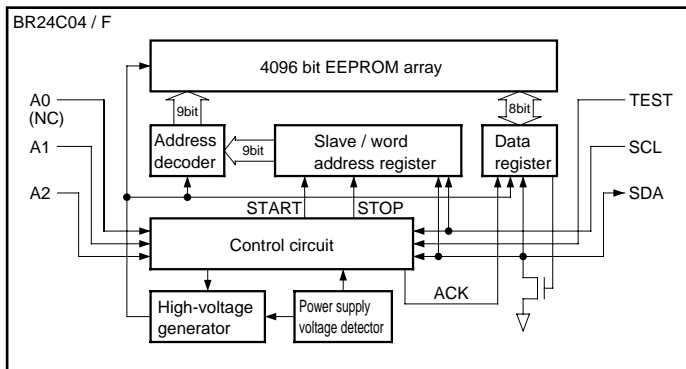 BR24C04 / F
4096 bit EEPROM array
A0
(NC)
9bit
8bit
TEST
A1
Address
decoder
9bit
Slave / word
address register
Data
register
SCL
A2
START
STOP
SDA
Control circuit
ACK
High-voltage
generator
Power supply
voltage detector